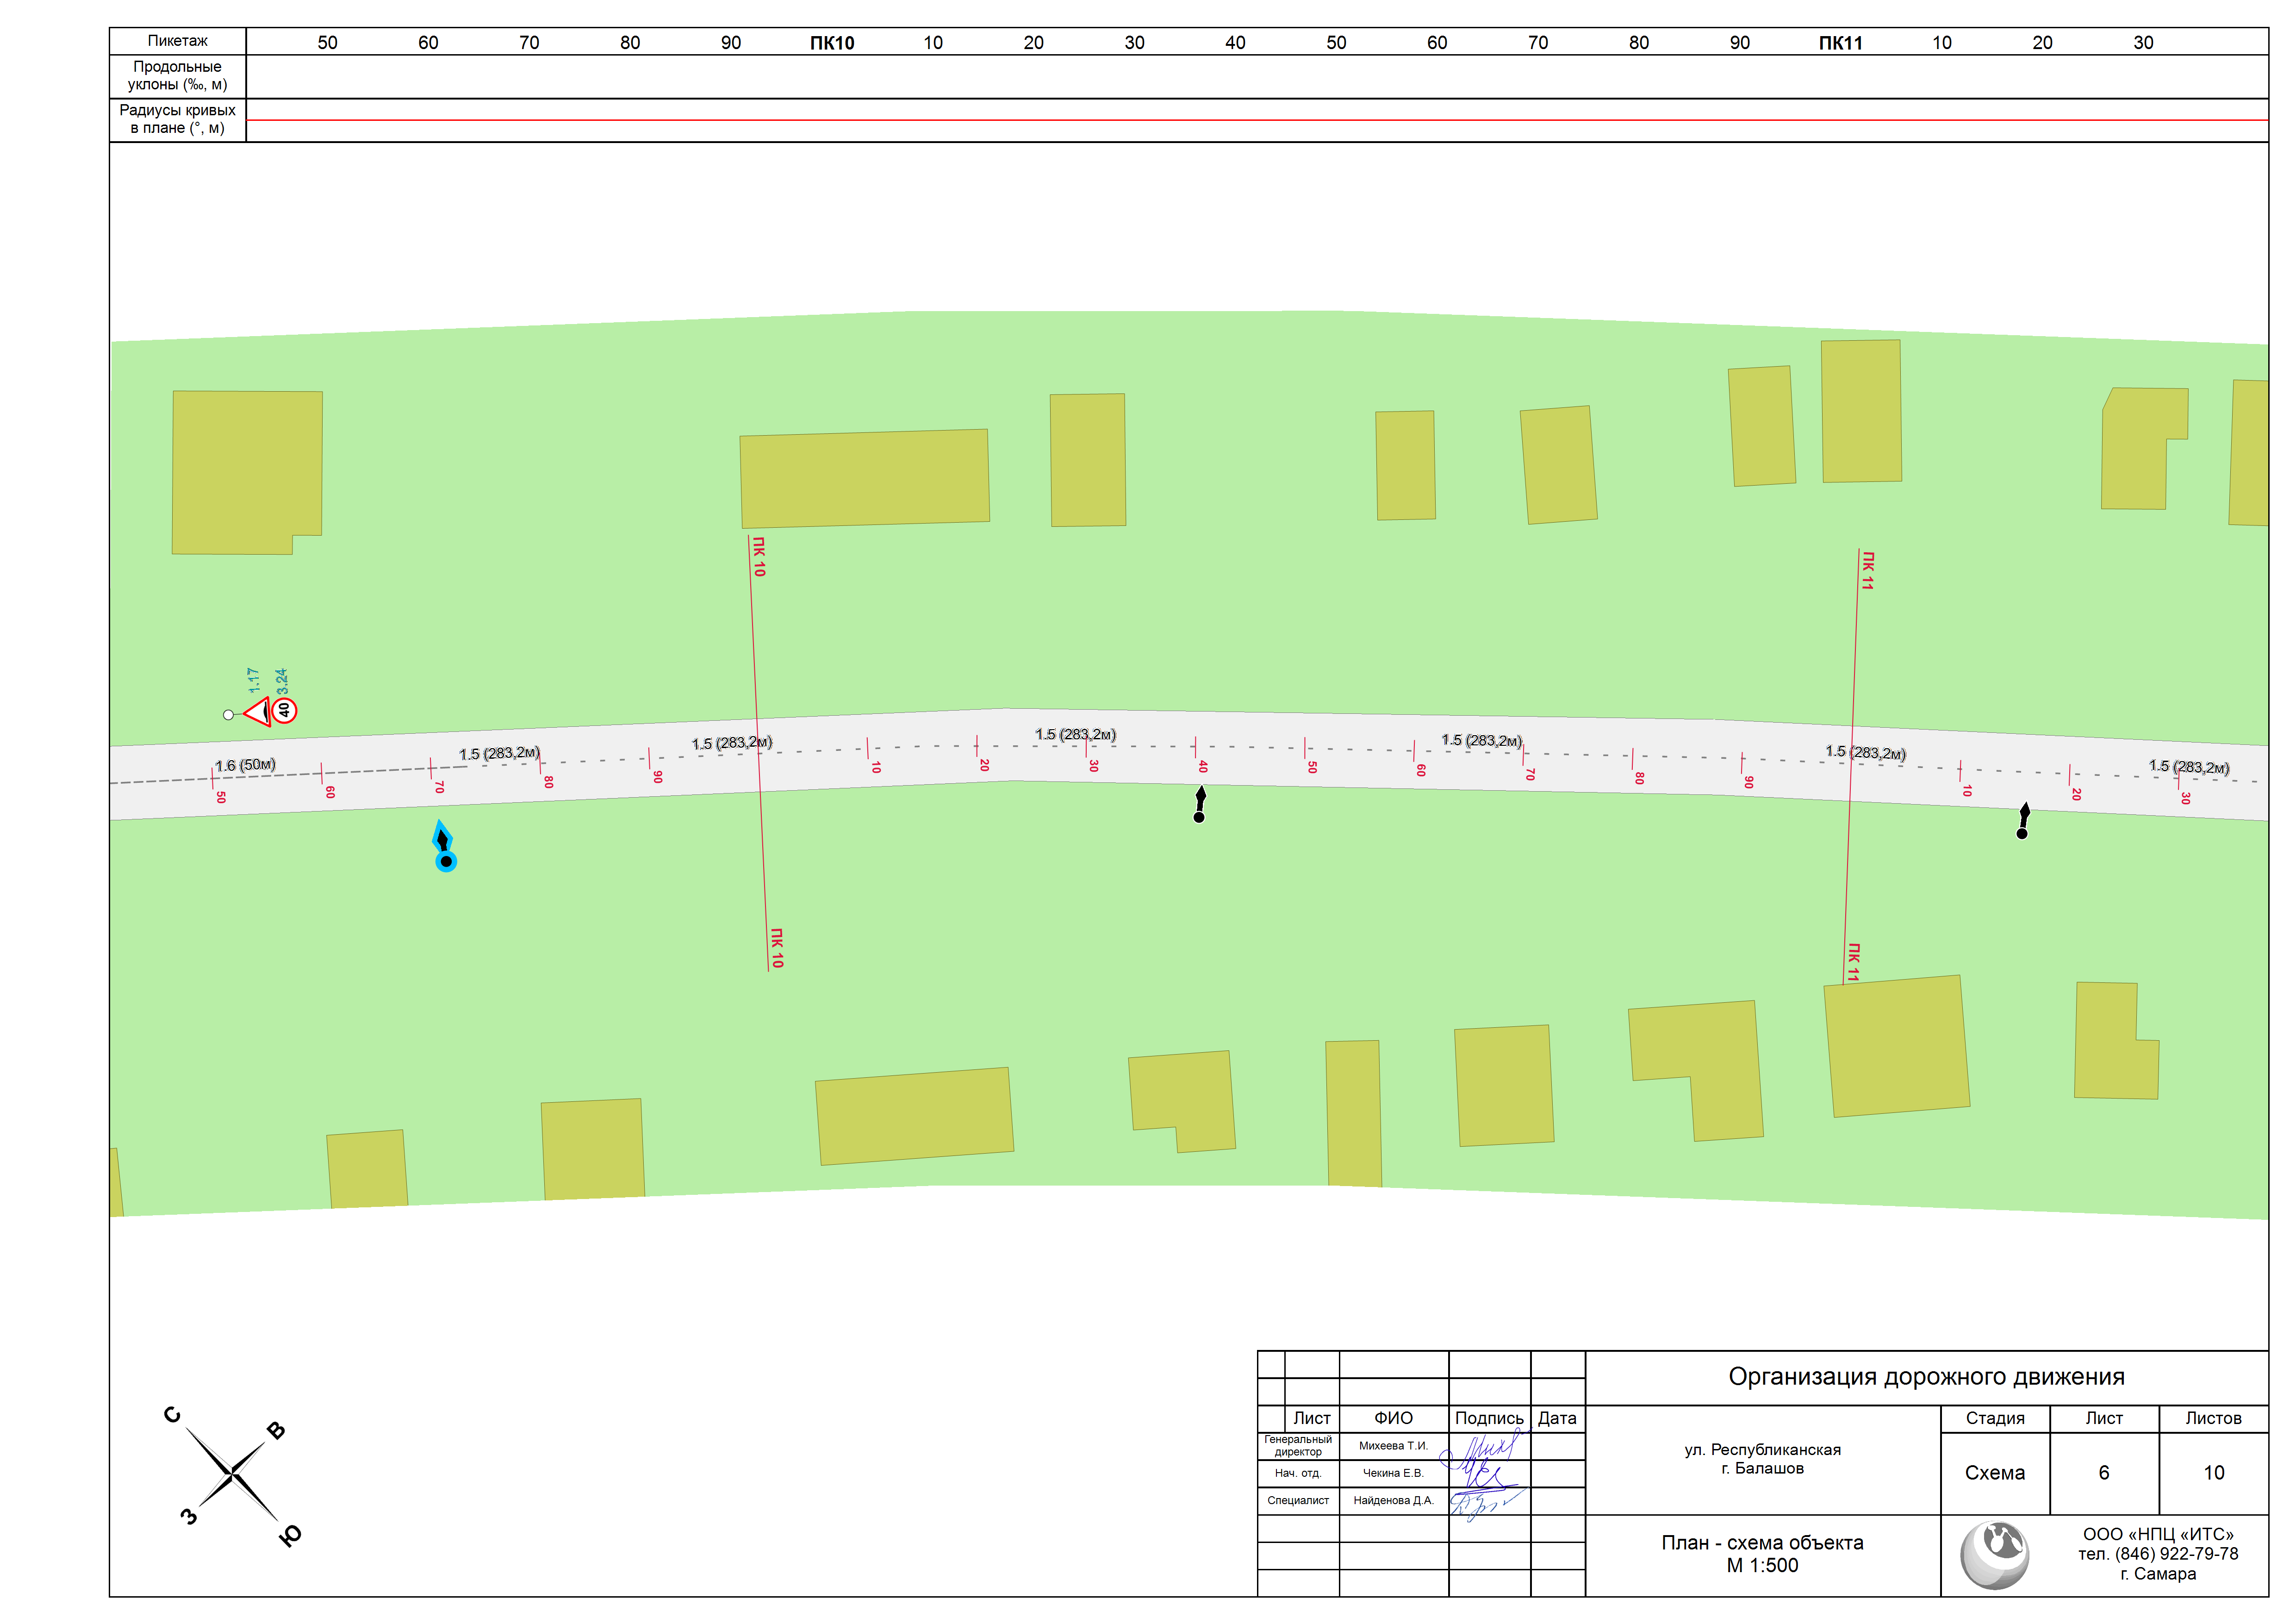 Пикетаж 50 60 70 80 90 ПК10 10 20 30 40 50 60 70 80 90 ПК11 10 20 30
Продольные
уклоны (‰, м)
Радиусы кривых
в плане (°, м)
ПК 10
ПК 11
1.17
3.24
40
1.6 (50м)
1.5 (283,2м)
1.5 (283,2м)
1.5 (283,2м)
1.5 (283,2м)
1.5 (283,2м)
1.5 (283,2м)
50 60 70 80 90 10 20 30 40 50 60 70 80 90 10 20 30
ПК 10
ПК 11
С
В
З
Ю
Организация дорожного движения
Лист ФИО Подпись Дата
Стадия Лист Листов
Генеральный
директор
Михеева Т.И.
Нач. отд. Чекина Е.В.
Специалист Найденова Д.А.
ул. Республиканская
г. Балашов
Схема 6 10
План - схема объекта
М 1:500
ООО «НПЦ «ИТС»
тел. (846) 922-79-78
г. Самара